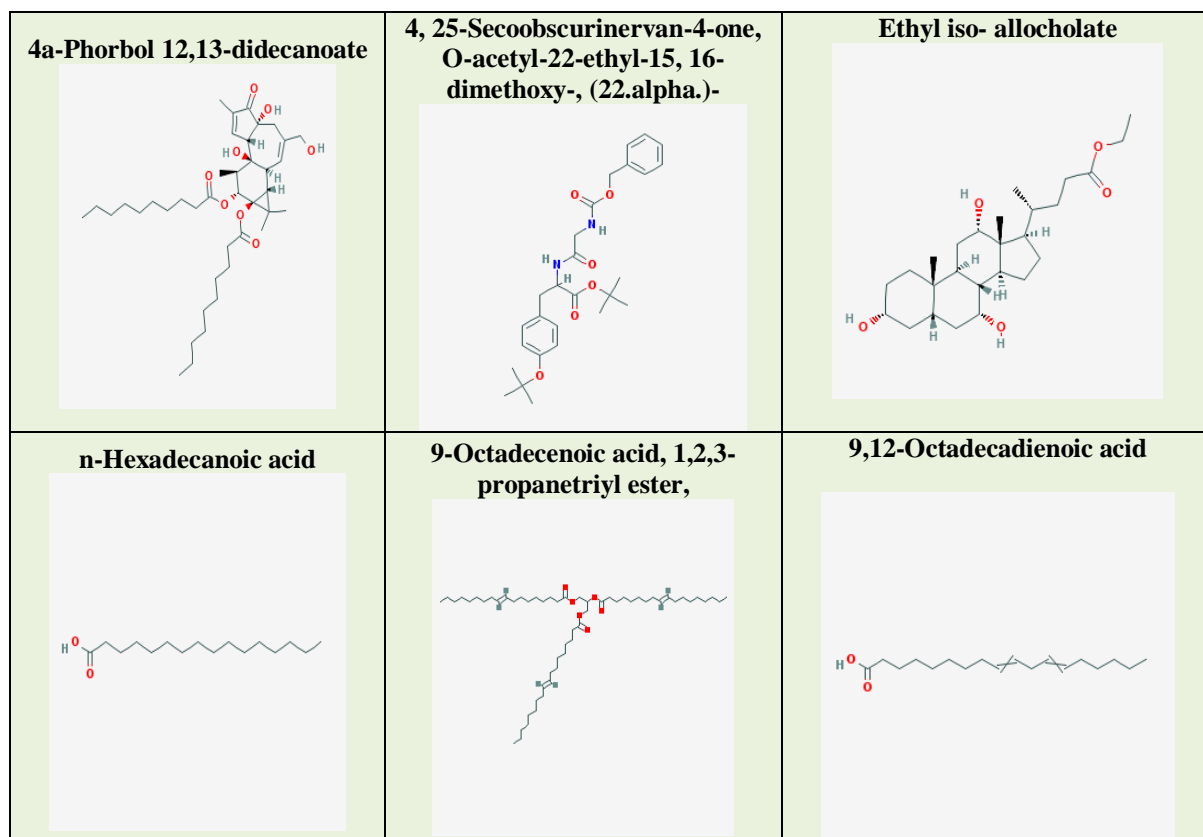 4a-Phorbol 12,13-didecanoate
4, 25-Secoobscurinervan-4-one,
O-acetyl-22-ethyl-15, 16-
dimethoxy-, (22.alpha.)-
Ethyl iso- allocholate
n-Hexadecanoic acid
9-Octadecenoic acid, 1,2,3-
propanetriyl ester,
9,12-Octadecadienoic acid